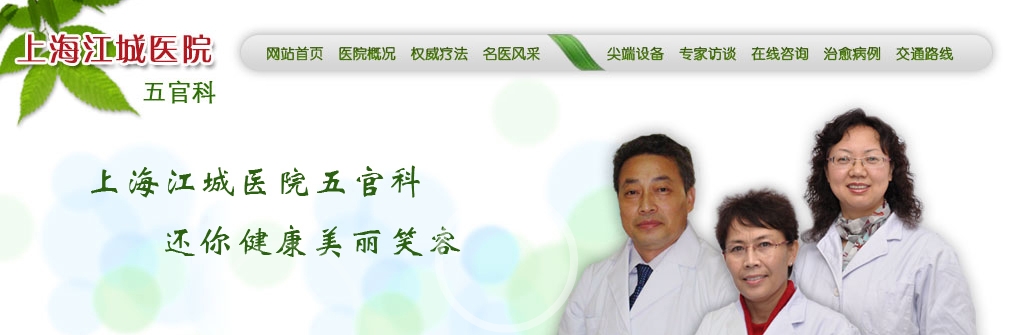 上海江城医院
五官科
网站首页 医院概况 权威疗法 名医风采 尖端设备 专家访谈 在线咨询 治愈病例 交通路线
上海江城医院五官科
还你健康美丽笑容